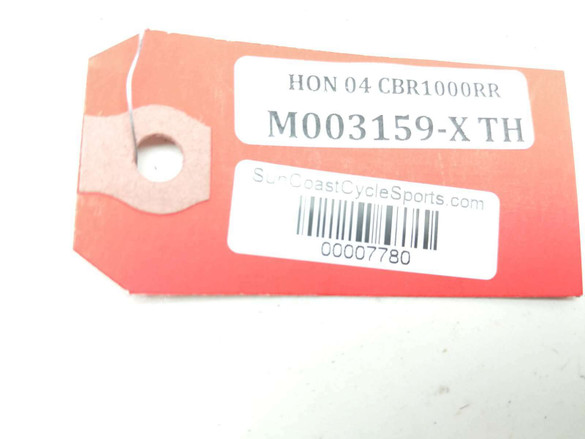 HON 04 CBR1000RR
M003159-X TH
SunCoastCycleSports.com
00007780